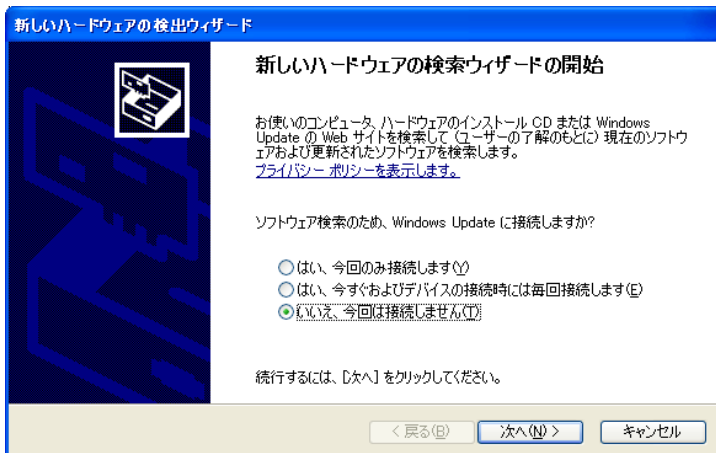 新しいハードウェアの検出ウィザード
新しいハードウェアの検索ウィザードの開始
お使いのコンピュータ、ハードウェアのインストール CD または Windows
Update の Web サイトを検索して (ユーザーの了解のもとに) 現在のソフトウ
ェアおよび更新されたソフトウェアを検索します。
プライバシー ポリシーを表示します。
ソフトウェア検索のため、Windows Update に接続しますか?
はい、今回のみ接続します(Y)
はい、今すぐおよびデバイスの接続時には毎回接続します(E)
いいえ、今回は接続しません(T)
続行するには、[次へ] をクリックしてください。
< 戻る(B) 次へ(N) > キャンセル